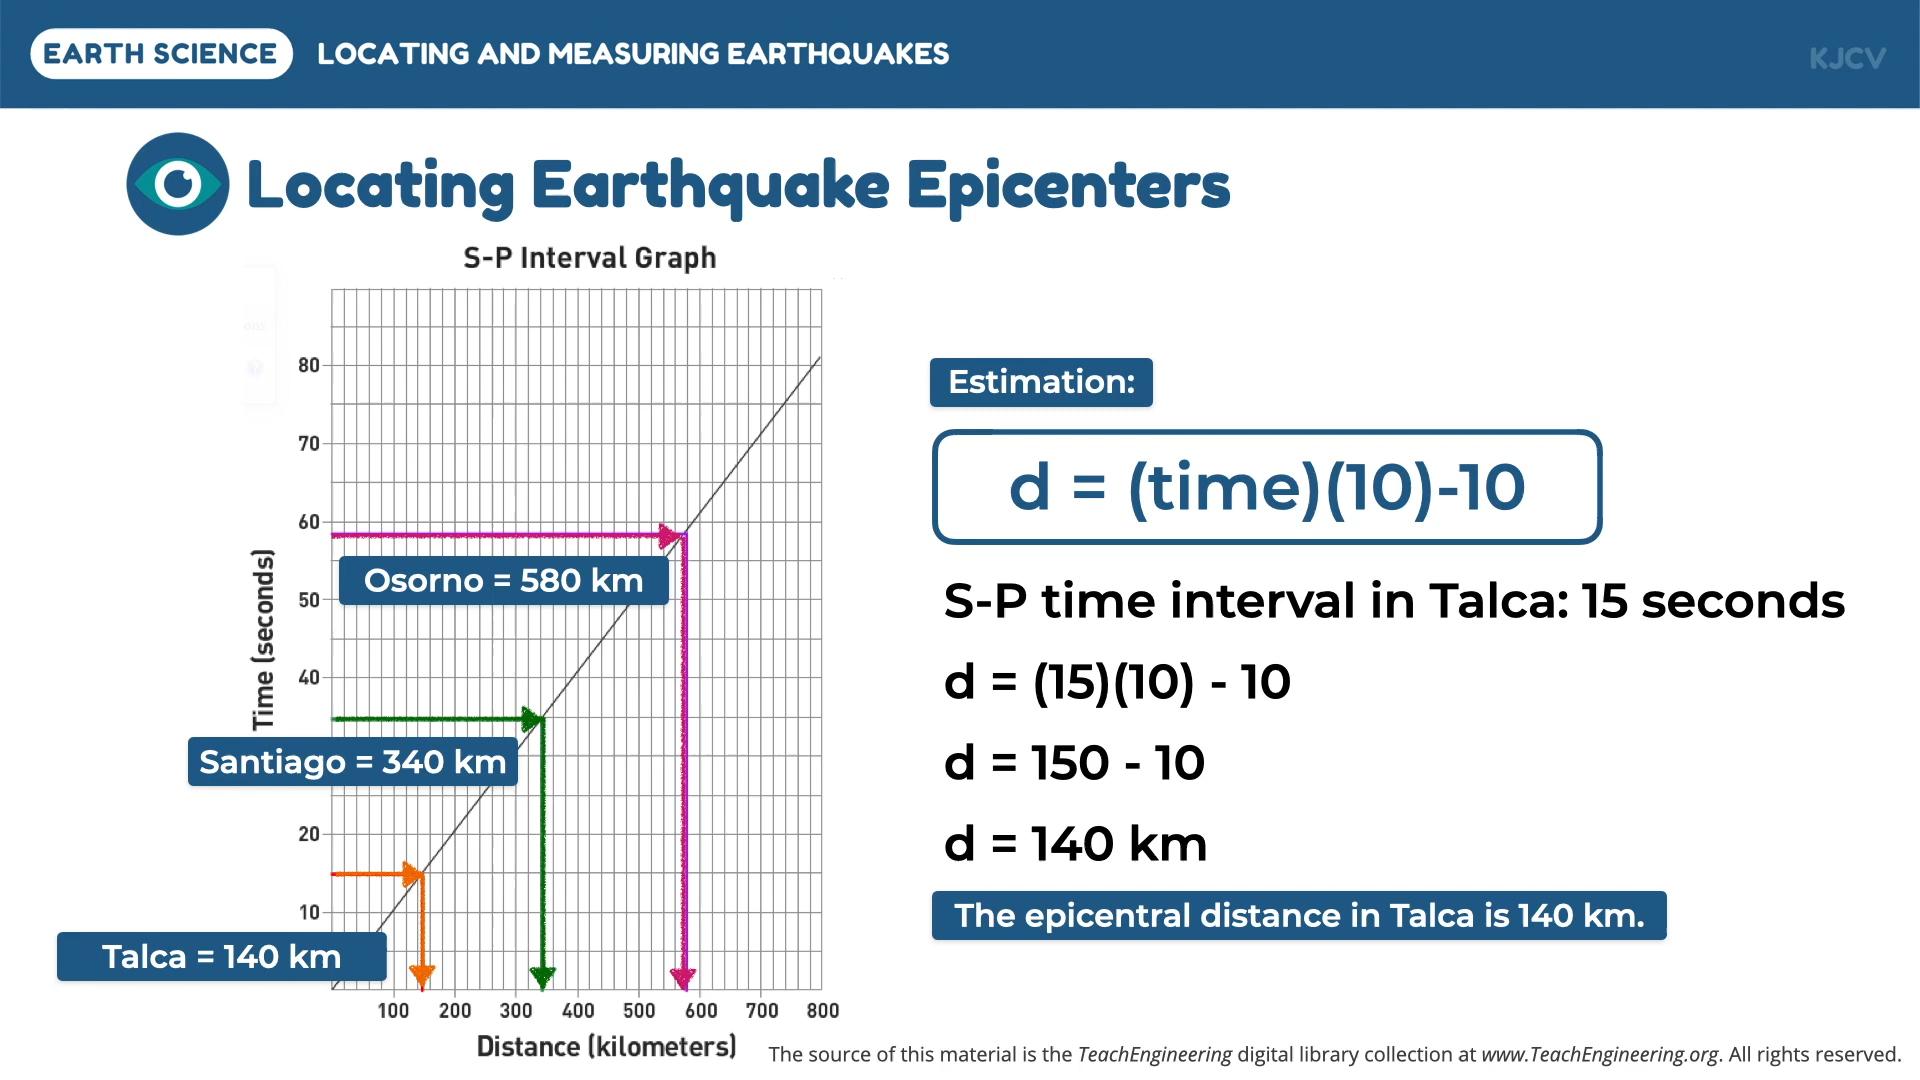 EARTH SCIENCE
LOCATING AND MEASURING EARTHQUAKES
KJCV
Locating Earthquake Epicenters
S-P Interval Graph
80
70
60
50
40
20
10
Time (seconds)
Osorno = 580 km
Santiago = 340 km
Talca = 140 km
100 200 300 400 500 600 700 800
Distance (kilometers)
Estimation:
d = (time)(10)-10
S-P time interval in Talca: 15 seconds
d = (15)(10) - 10
d = 150 - 10
d = 140 km
The epicentral distance in Talca is 140 km.
The source of this material is the TeachEngineering digital library collection at www.TeachEngineering.org. All rights reserved.